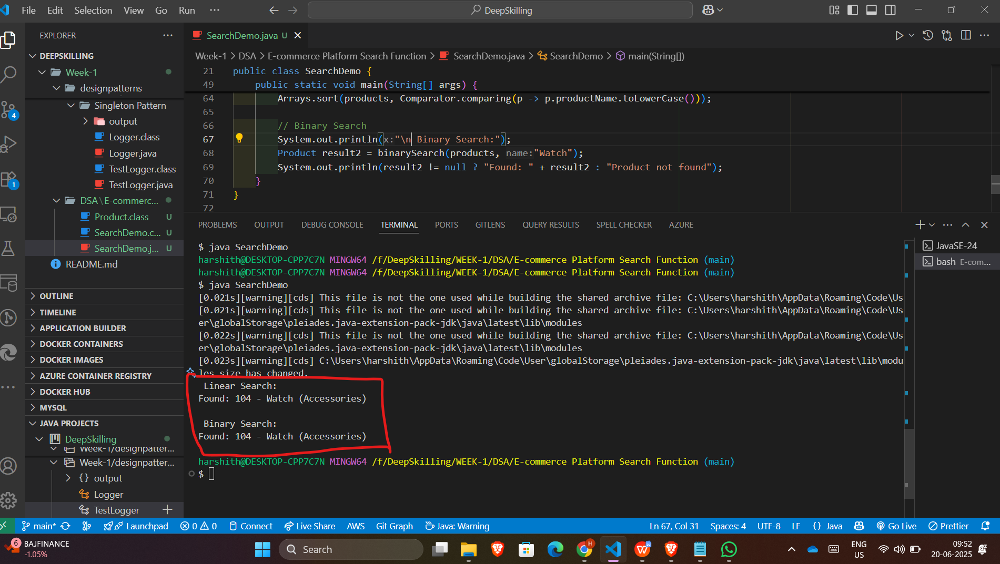 File Edit Selection View Go Run ···
DeepSkilling
EXPLORER
DEEPSKILLING
Week-1
designpatterns
Singleton Pattern
output
Logger.class
Logger.java
TestLogger.class
TestLogger.java
DSA\E-commerc...
Product.class U
SearchDemo.c... U
SearchDemo.j... U
README.md
OUTLINE
TIMELINE
APPLICATION BUILDER
DOCKER CONTAINERS
DOCKER IMAGES
AZURE CONTAINER REGISTRY
DOCKER HUB
MYSQL
JAVA PROJECTS
DeepSkilling
Week-1/designpatter...
Week-1/designpatter...
{} output
Logger
TestLogger
4
1
SearchDemo.java U
Week-1 > DSA > E-commerce Platform Search Function > SearchDemo.java > SearchDemo > main(String[])
21 public class SearchDemo {
49 public static void main(String[] args) {
64 Arrays.sort(products, Comparator.comparing(p -> p.productName.toLowerCase()));
65
66 // Binary Search
67 System.out.println(x:"\n Binary Search:");
68 Product result2 = binarySearch(products, name:"Watch");
69 System.out.println(result2 != null ? "Found: " + result2 : "Product not found");
70 }
71 }
72
PROBLEMS OUTPUT DEBUG CONSOLE TERMINAL PORTS GITLENS QUERY RESULTS SPELL CHECKER AZURE
$ java SearchDemo
harshith@DESKTOP-CPP7C7N MINGW64 /f/DeepSkilling/WEEK-1/DSA/E-commerce Platform Search Function (main)
harshith@DESKTOP-CPP7C7N MINGW64 /f/DeepSkilling/WEEK-1/DSA/E-commerce Platform Search Function (main)
$ java SearchDemo
[0.021s][warning][cds] This file is not the one used while building the shared archive file: C:\Users\harshith\AppData\Roaming\Code\Us
[0.021s][warning][cds] This file is not the one used while building the shared archive file: C:\Users\harshith\AppData\Roaming\Code\Us
er\globalStorage\pleiades.java-extension-pack-jdk\java\latest\lib\modules
[0.022s][warning][cds] This file is not the one used while building the shared archive file: C:\Users\harshith\AppData\Roaming\Code\Us
er\globalStorage\pleiades.java-extension-pack-jdk\java\latest\lib\modules
[0.023s][warning][cds] C:\Users\harshith\AppData\Roaming\Code\User\globalStorage\pleiades.java-extension-pack-jdk\java\latest\lib\modu
les size has changed.
Linear Search:
Found: 104 - Watch (Accessories)
Binary Search:
Found: 104 - Watch (Accessories)
harshith@DESKTOP-CPP7C7N MINGW64 /f/DeepSkilling/WEEK-1/DSA/E-commerce Platform Search Function (main)
$
JavaSE-24
bash E-com...
main* Launchpad 0 0 Connect Live Share AWS Git Graph Java: Warning Ln 67, Col 31 Spaces: 4 UTF-8 LF {} Java Go Live Prettier
6 BAJFINANCE
-1.05%
Search
ENG
US
09:52
20-06-2025